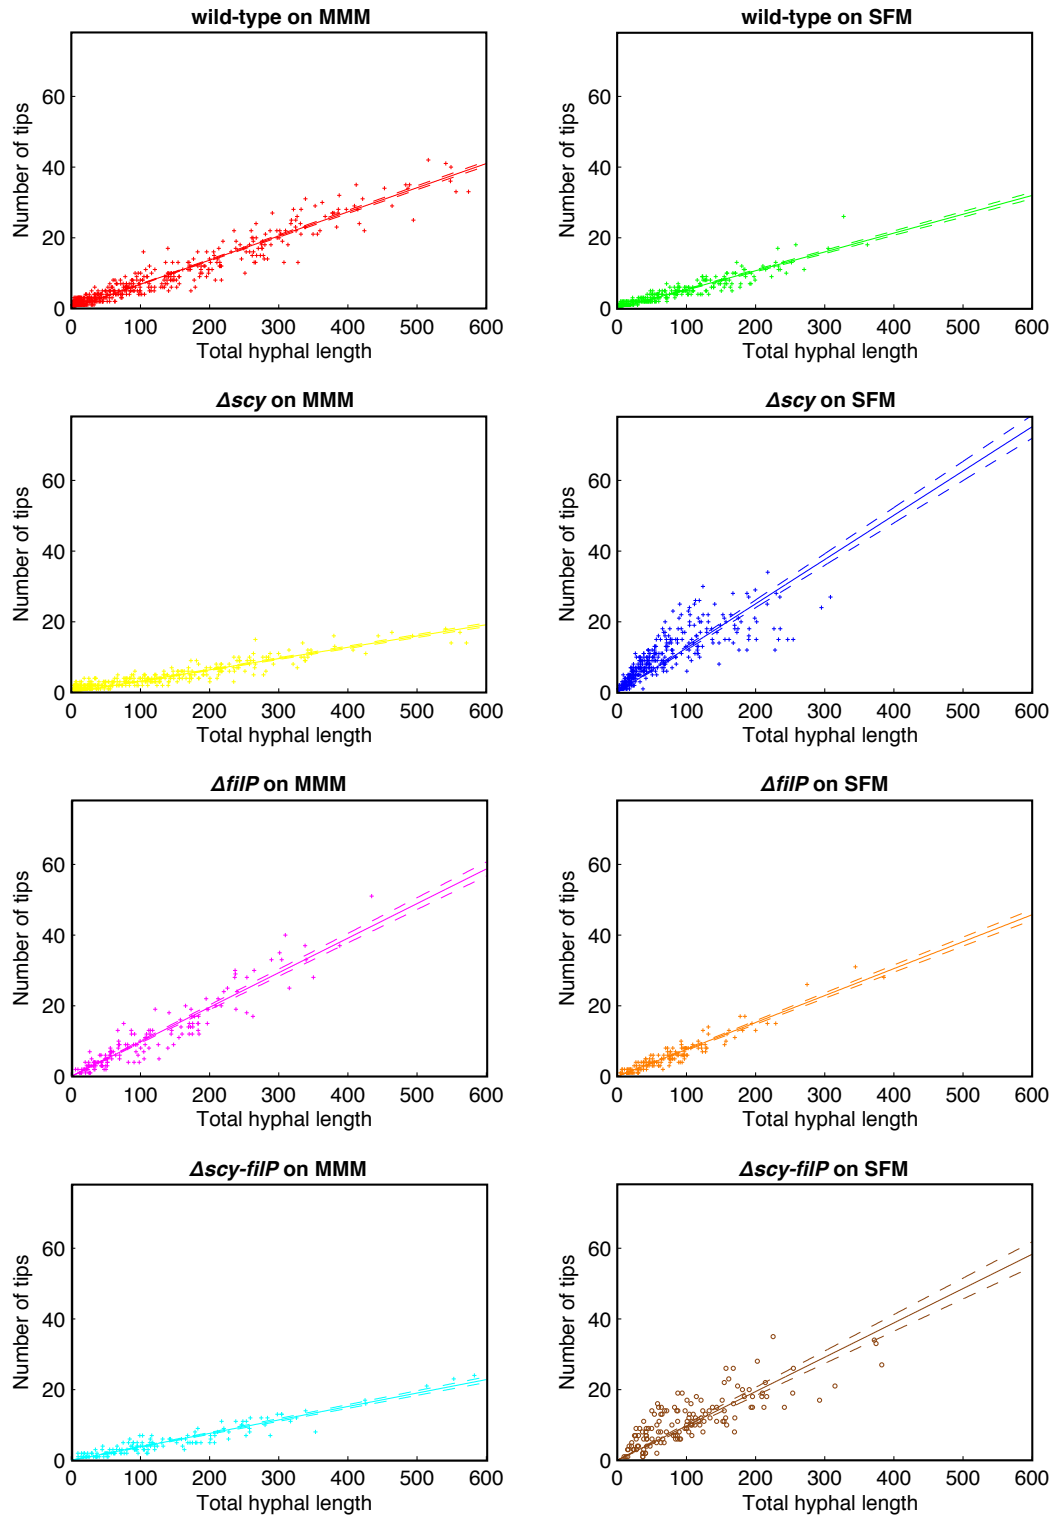 wild-type on MMM
wild-type on SFM
Number of tips
60
40
20
0
0 100 200 300 400 500 600
Total hyphal length
Number of tips
60
40
20
0
0 100 200 300 400 500 600
Total hyphal length
Δscy on MMM
Δscy on SFM
Number of tips
60
40
20
0
0 100 200 300 400 500 600
Total hyphal length
Number of tips
60
40
20
0
0 100 200 300 400 500 600
Total hyphal length
ΔfilP on MMM
ΔfilP on SFM
Number of tips
60
40
20
0
0 100 200 300 400 500 600
Total hyphal length
Number of tips
60
40
20
0
0 100 200 300 400 500 600
Total hyphal length
Δscy-filP on MMM
Δscy-filP on SFM
Number of tips
60
40
20
0
0 100 200 300 400 500 600
Total hyphal length
Number of tips
60
40
20
0
0 100 200 300 400 500 600
Total hyphal length